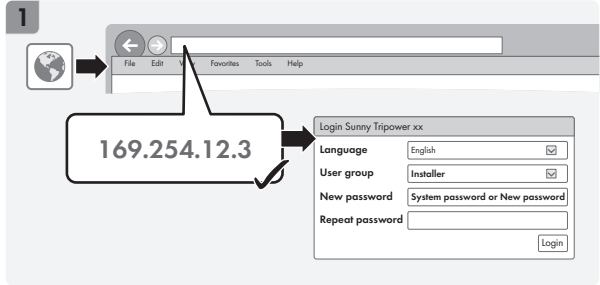 1
File Edit View Favorites Tools Help
169.254.12.3
Login Sunny Tripower xx
Language English
User group Installer
New password System password or New password
Repeat password
Login